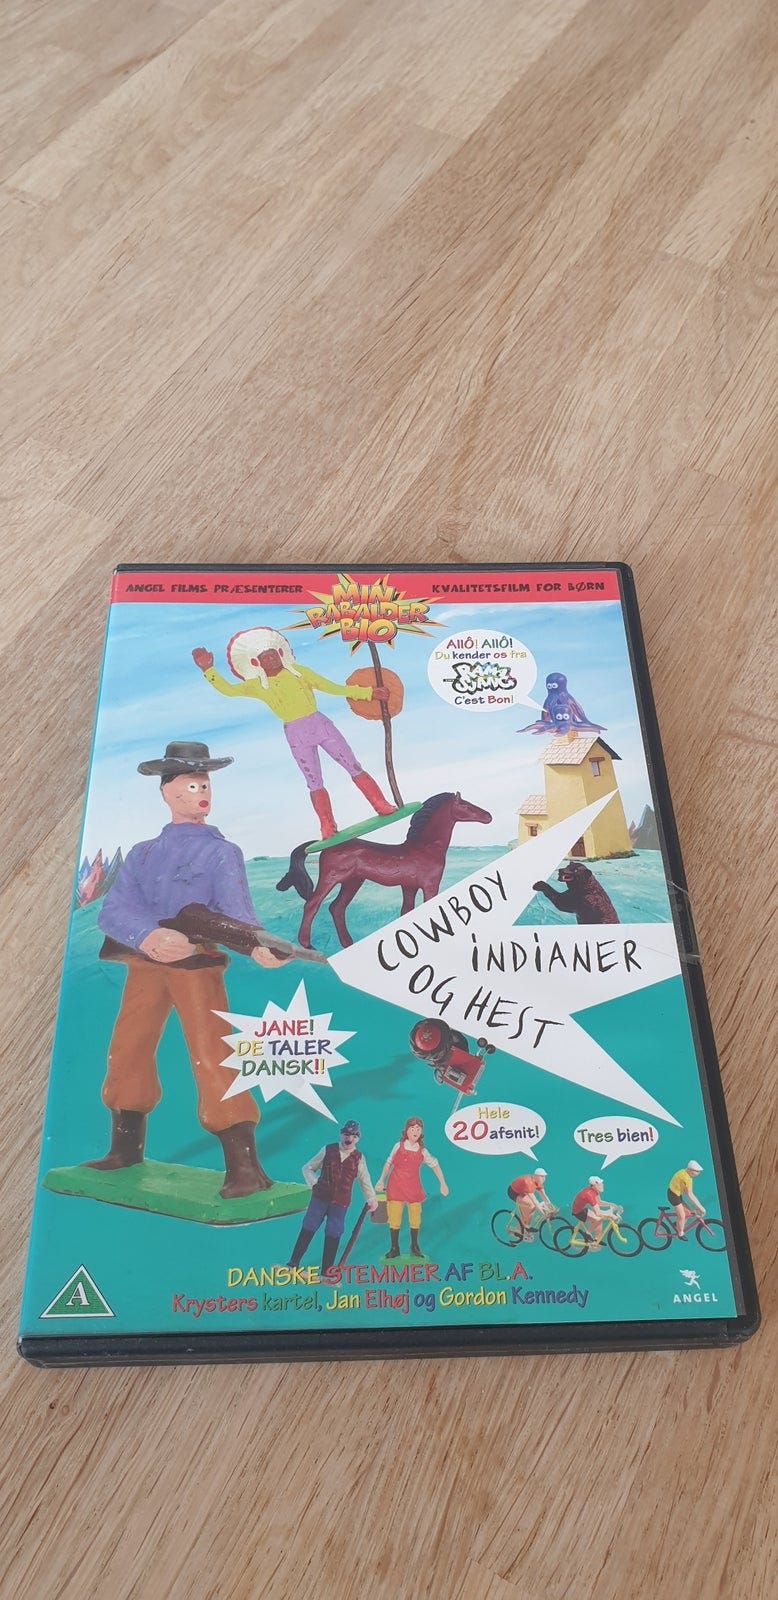 ANGEL FILMS PRÆSENTERER
MIN
RABALDER
BIO
KVALITETSFILM FOR BØRN
Allô! Allô!
Du kender os fra
C'est Bon!
COWBOY
INDIANER
OG HEST
JANE!
DE TALER
DANSK!!
Hele
20 afsnit!
Tres bien!
DANSKE STEMMER AF BL.A.
Krysters kartel, Jan Elhøj og Gordon Kennedy
A
ANGEL